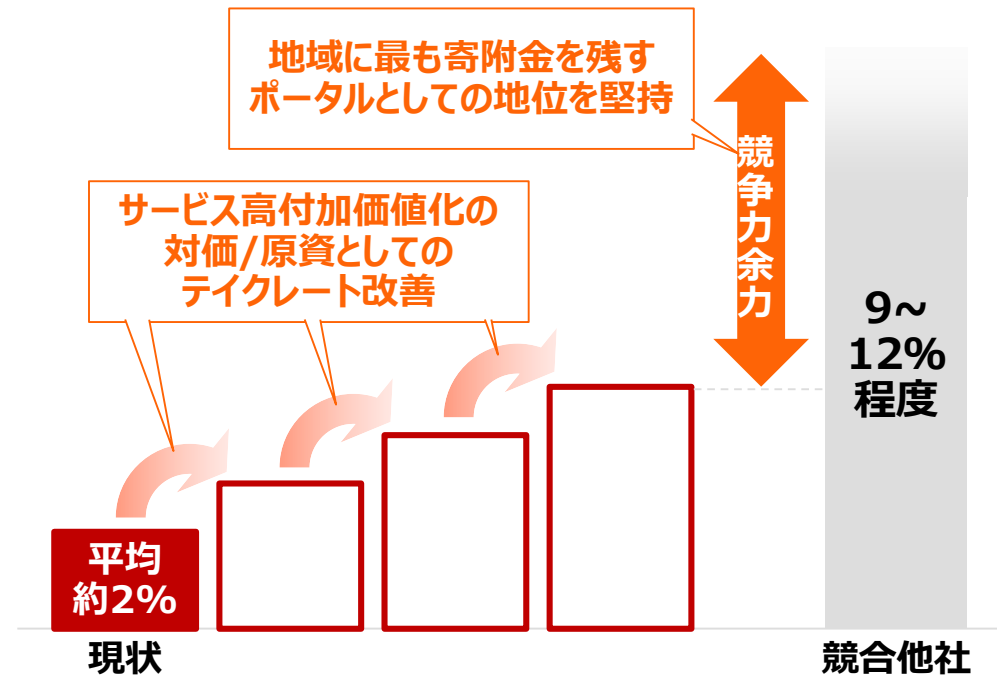 地域に最も寄附金を残す
ポータルとしての地位を堅持
サービス高付加価値化の
対価/原資としての
テイクレート改善
競争力余力
9~
12%
程度
平均
約2%
現状
競合他社